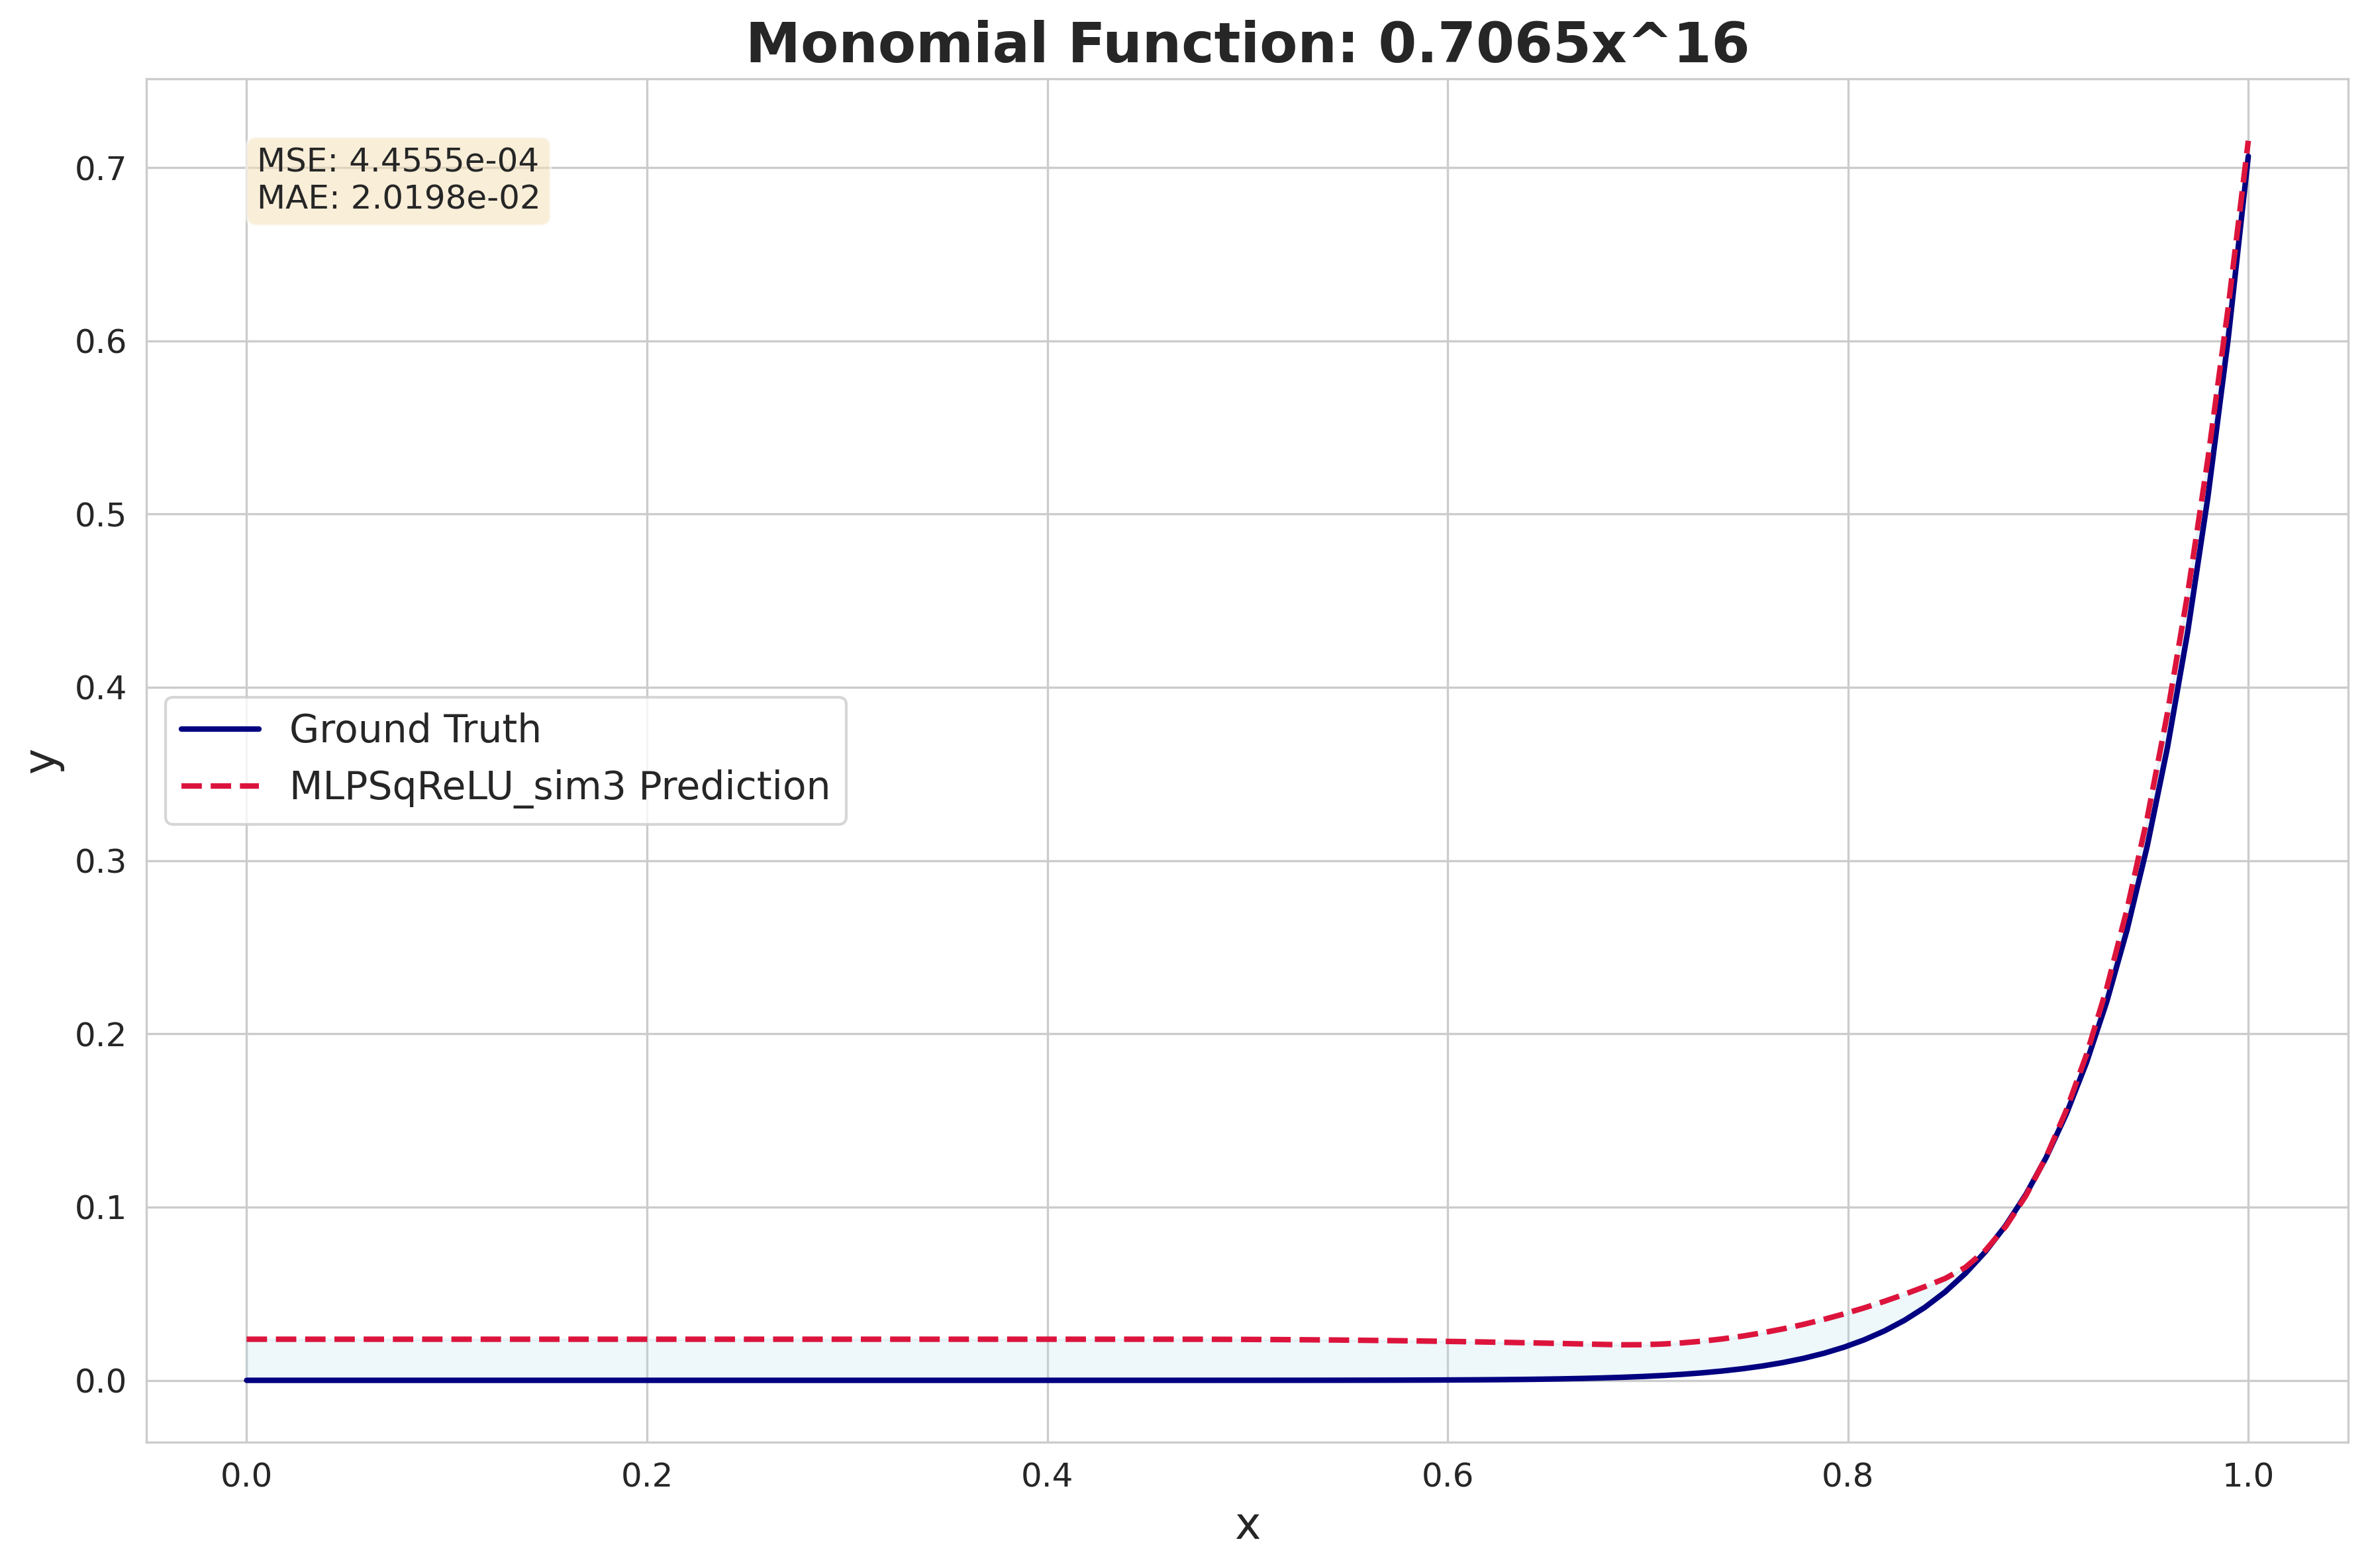 Monomial Function: 0.7065x^16
MSE: 4.4555e-04
MAE: 2.0198e-02
0.7
0.6
0.5
0.4
0.3
0.2
0.1
0.0
y
Ground Truth
MLPSqReLU_sim3 Prediction
0.0 0.2 0.4 0.6 0.8 1.0
x